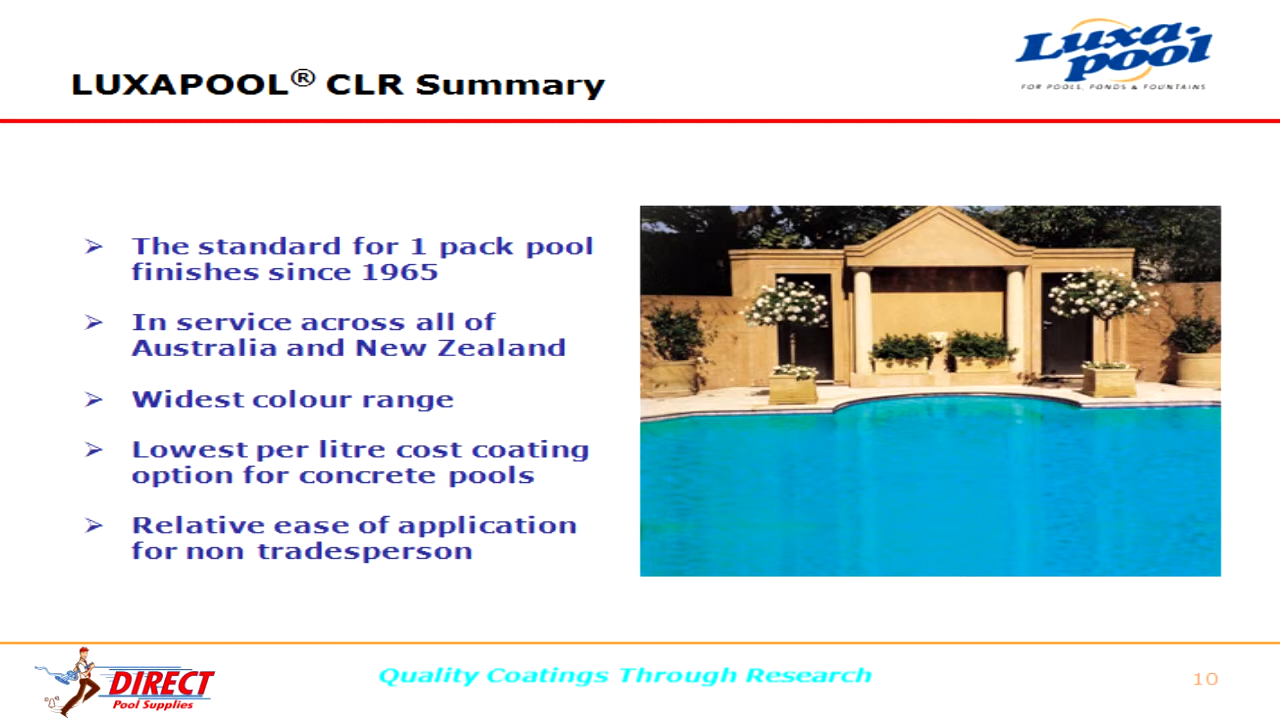 LUXAPOOL® CLR Summary
Luxa
pool
FOR POOLS, PONDS & FOUNTAINS
➢ The standard for 1 pack pool
finishes since 1965
➢ In service across all of
Australia and New Zealand
➢ Widest colour range
➢ Lowest per litre cost coating
option for concrete pools
➢ Relative ease of application
for non tradesperson
DIRECT
Pool Supplies
Quality Coatings Through Research
10